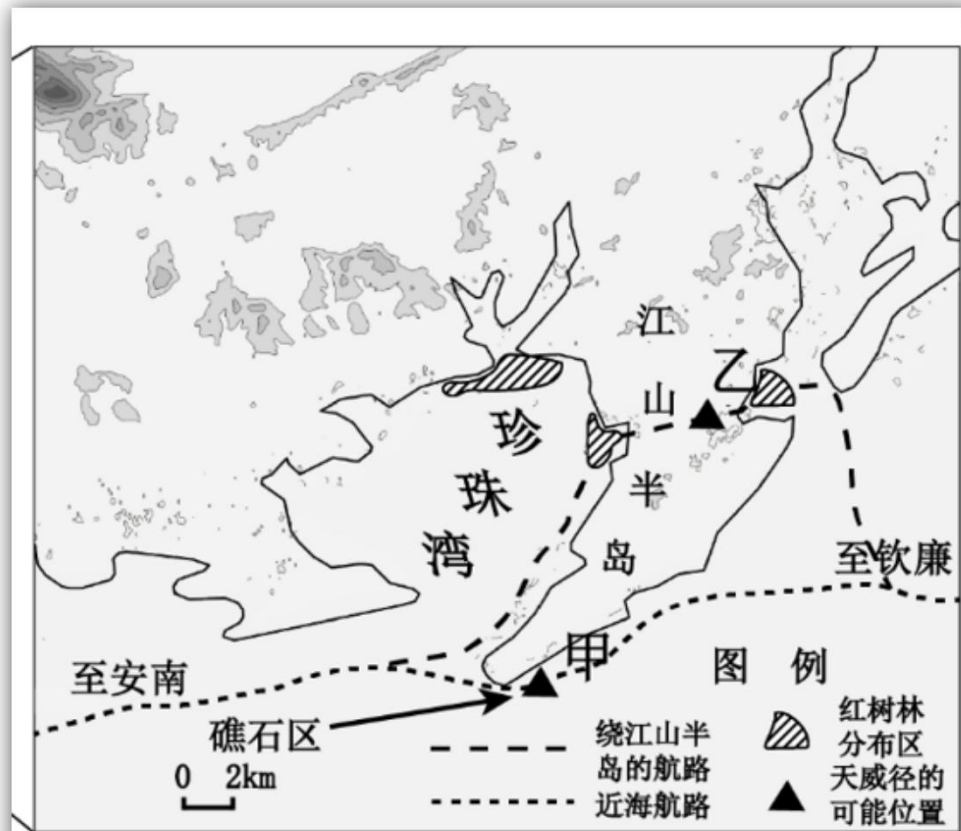 江
山
半
岛
乙
珍
珠
湾
至钦廉
甲
至安南
礁石区
0 2km
图 例
绕江山半
岛的航路
近海航路
红树林
分布区
天威径的
可能位置